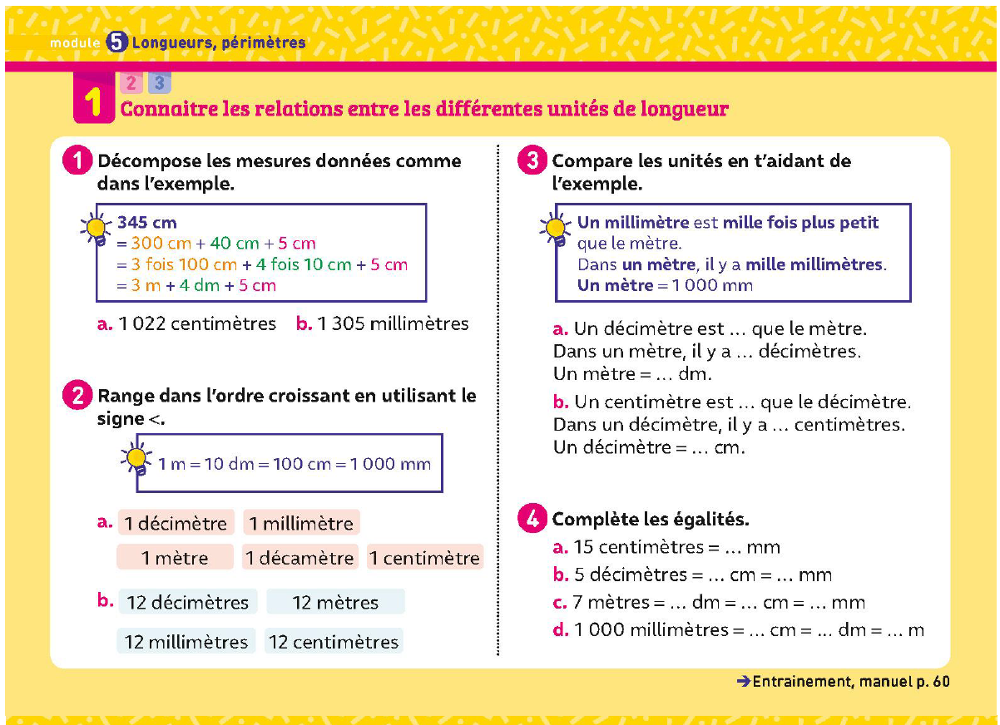 module 5 Longueurs, périmètres
1 2 3
Connaitre les relations entre les différentes unités de longueur
1 Décompose les mesures données comme
dans l'exemple.
345 cm
= 300 cm + 40 cm + 5 cm
= 3 fois 100 cm + 4 fois 10 cm + 5 cm
= 3 m + 4 dm + 5 cm
a. 1 022 centimètres b. 1 305 millimètres
2 Range dans l'ordre croissant en utilisant le
signe <.
1 m = 10 dm = 100 cm = 1 000 mm
a. 1 décimètre 1 millimètre
1 mètre 1 décamètre 1 centimètre
b. 12 décimètres 12 mètres
12 millimètres 12 centimètres
3 Compare les unités en t'aidant de
l'exemple.
Un millimètre est mille fois plus petit
que le mètre.
Dans un mètre, il y a mille millimètres.
Un mètre = 1 000 mm
a. Un décimètre est ... que le mètre.
Dans un mètre, il y a ... décimètres.
Un mètre = ... dm.
b. Un centimètre est ... que le décimètre.
Dans un décimètre, il y a ... centimètres.
Un décimètre = ... cm.
4 Complète les égalités.
a. 15 centimètres = ... mm
b. 5 décimètres = ... cm = ... mm
c. 7 mètres = ... dm = ... cm = ... mm
d. 1 000 millimètres = ... cm = ... dm = ... m
➔ Entrainement, manuel p. 60